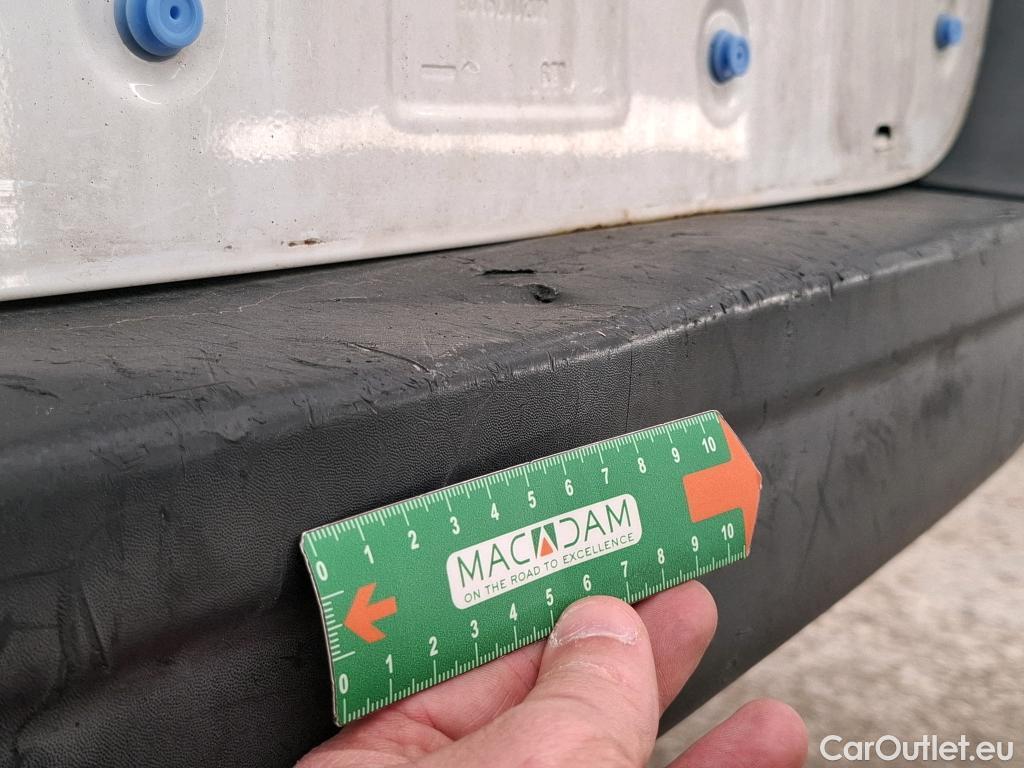 0 1 2 3 4 5 6 7 8 9 10
MACADAM
ON THE ROAD TO EXCELLENCE
0 1 2 3 4 5 6 7 8 9 10
CarOutlet.eu